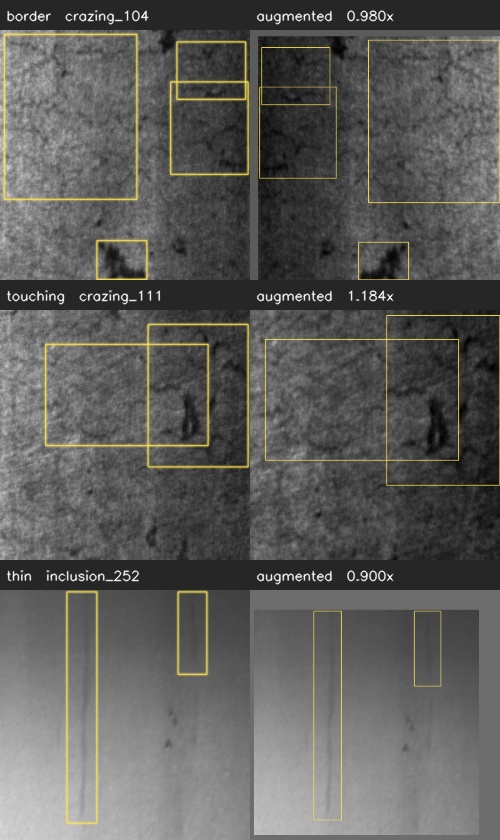 border crazing_104 augmented 0.980x
touching crazing_111 augmented 1.184x
thin inclusion_252 augmented 0.900x